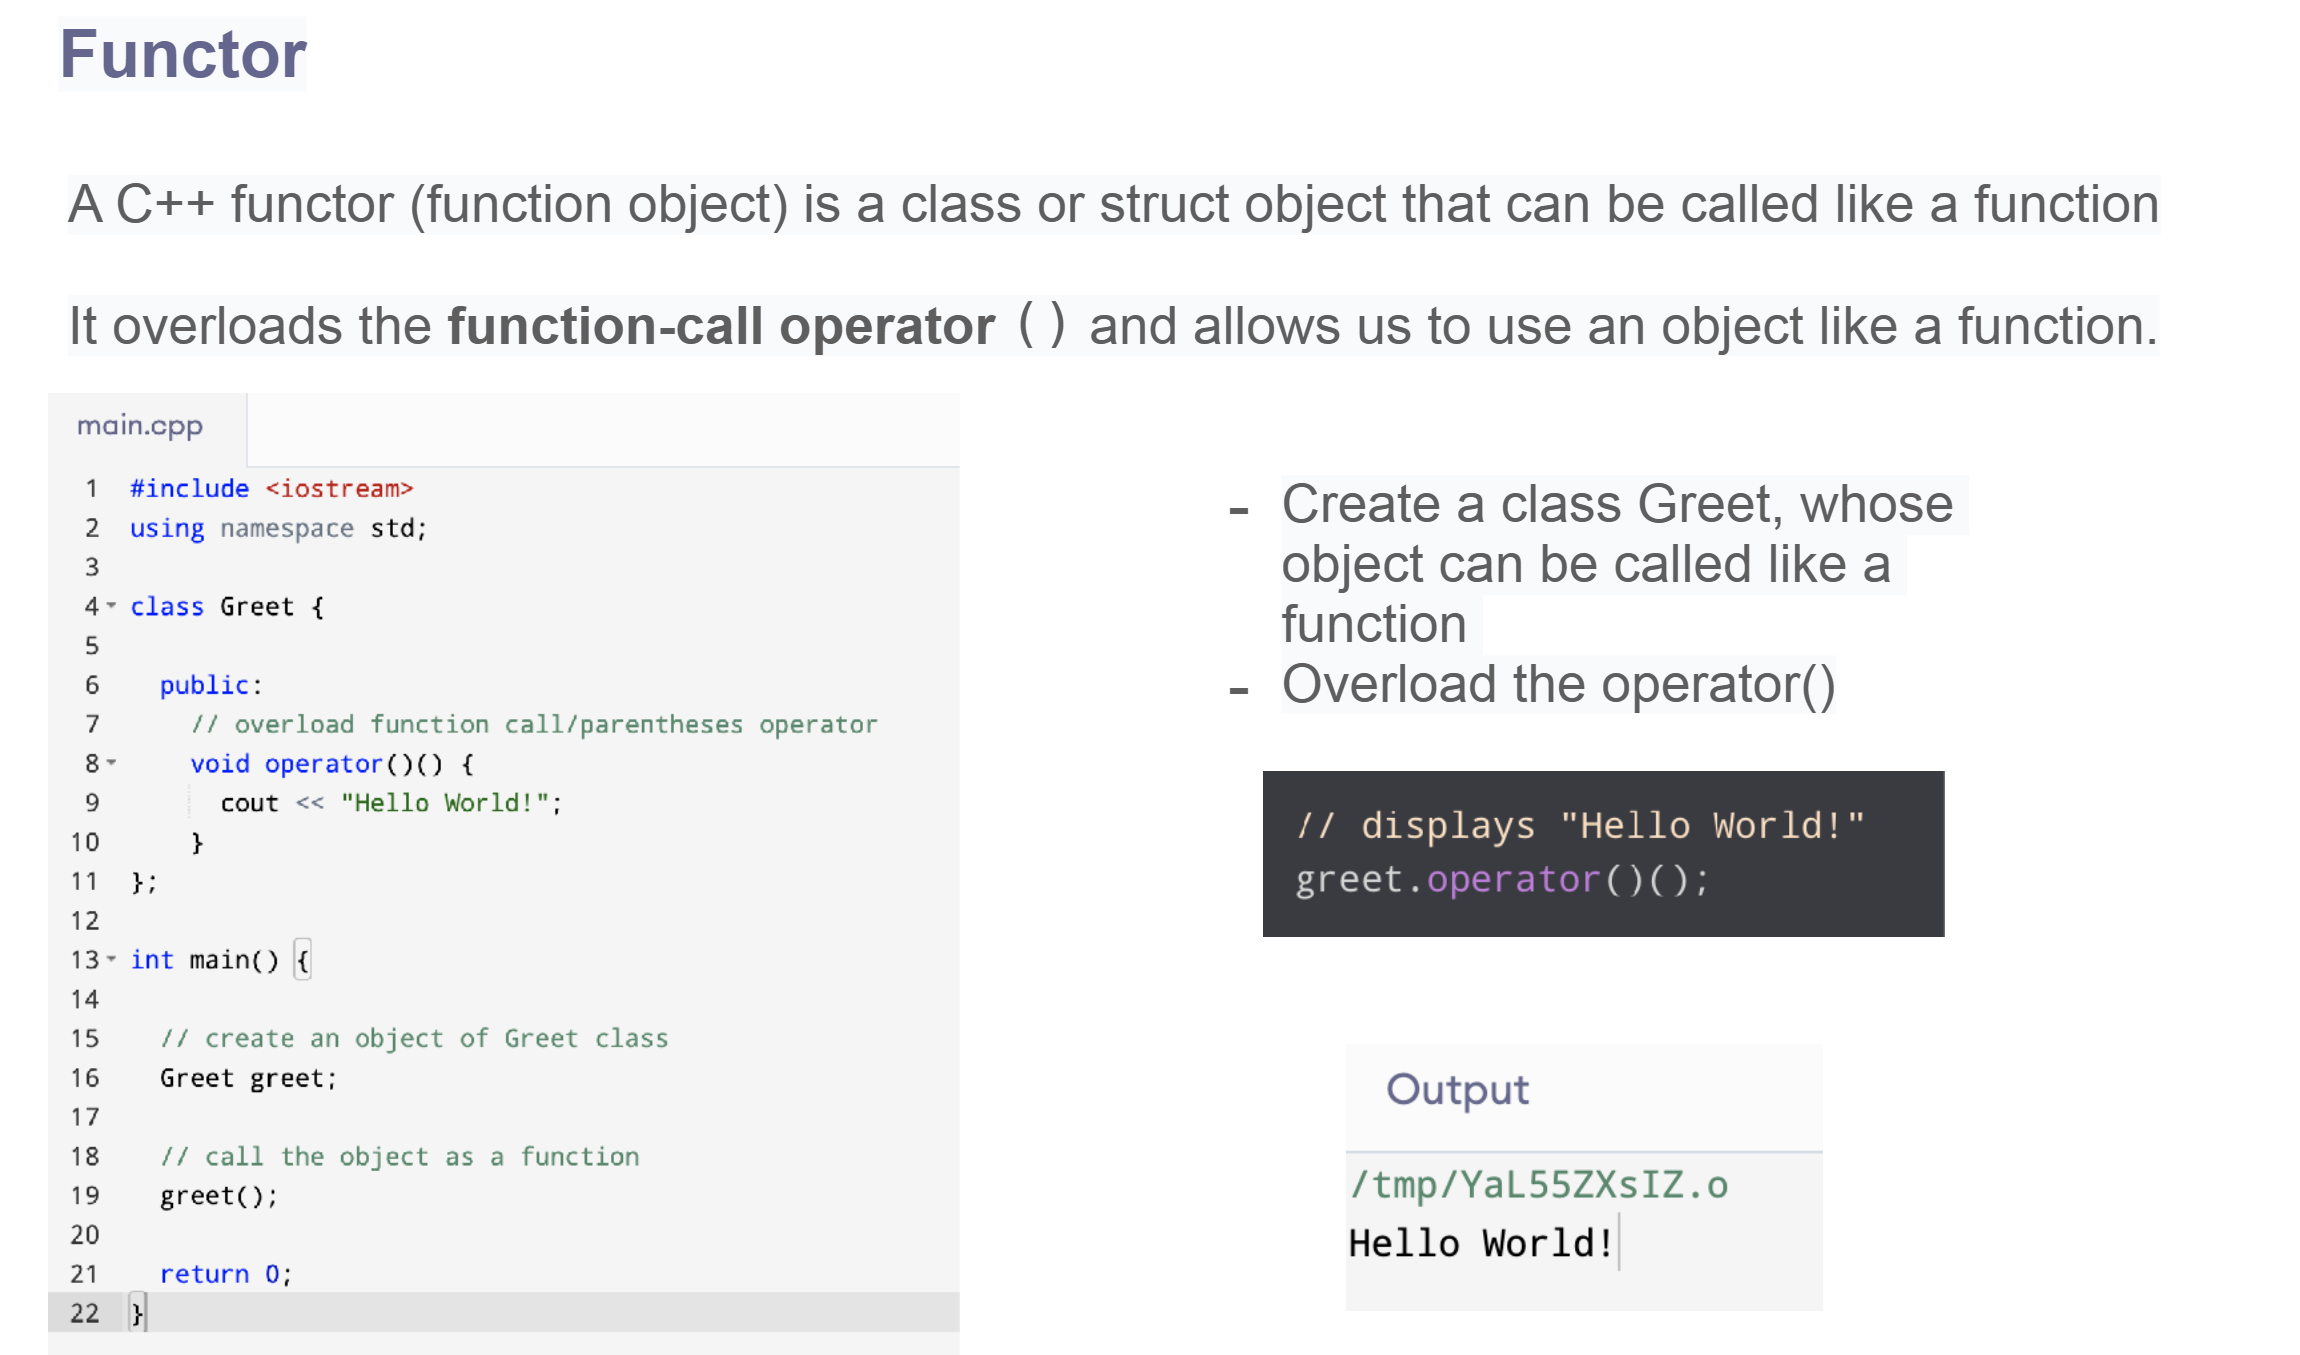 Functor
A C++ functor (function object) is a class or struct object that can be called like a function
It overloads the function-call operator () and allows us to use an object like a function.
main.cpp
1 #include <iostream>
2 using namespace std;
3
4 class Greet {
5
6 public:
7 // overload function call/parentheses operator
8 void operator()() {
9 cout << "Hello World!";
10 }
11 };
12
13 int main() {
14
15 // create an object of Greet class
16 Greet greet;
17
18 // call the object as a function
19 greet();
20
21 return 0;
22 }
- Create a class Greet, whose
object can be called like a
function
- Overload the operator()
// displays "Hello World!"
greet.operator()();
Output
/tmp/YaL55ZXsIZ.o
Hello World!